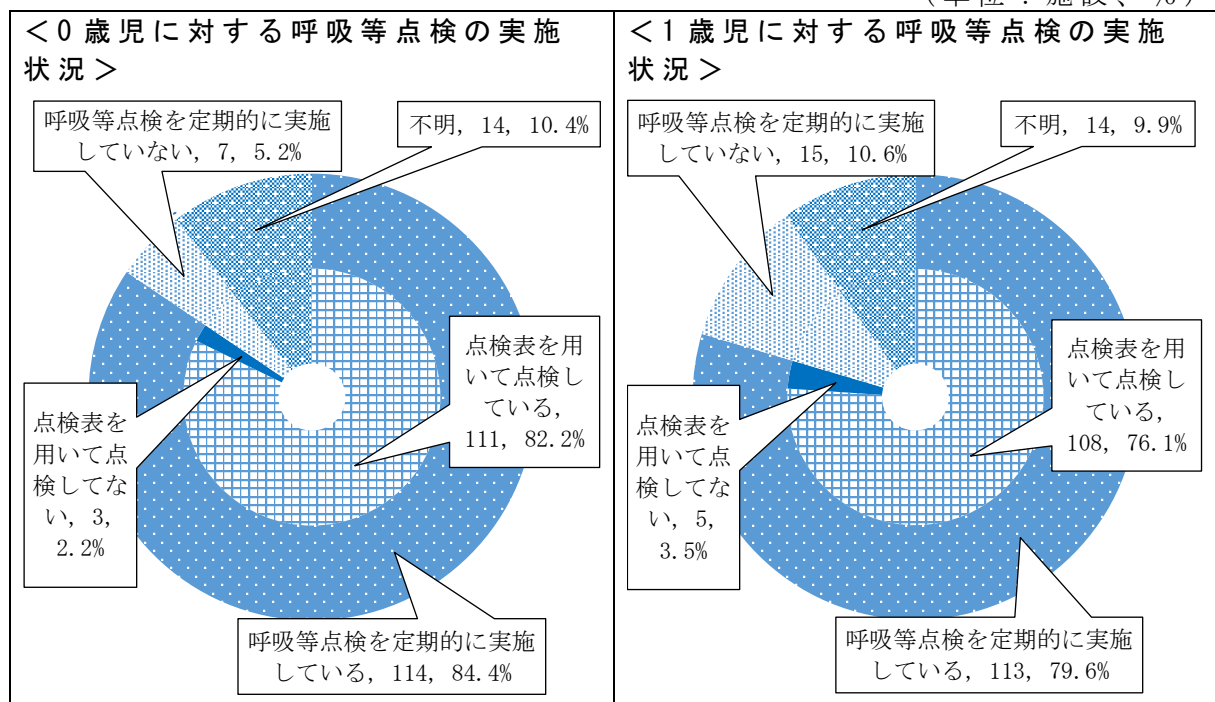 （単位：施設、%）
＜0歳児に対する呼吸等点検の実施
状況＞
呼吸等点検を定期的に実施
していない, 7, 5.2%
不明, 14, 10.4%
点検表を用
いて点検し
ている,
111, 82.2%
点検表を
用いて点
検してな
い, 3,
2.2%
呼吸等点検を定期的に実施
している, 114, 84.4%
＜1歳児に対する呼吸等点検の実施
状況＞
呼吸等点検を定期的に実施
していない, 15, 10.6%
不明, 14, 9.9%
点検表を用
いて点検し
ている,
108, 76.1%
点検表を
用いて点
検してな
い, 5,
3.5%
呼吸等点検を定期的に実施
している, 113, 79.6%